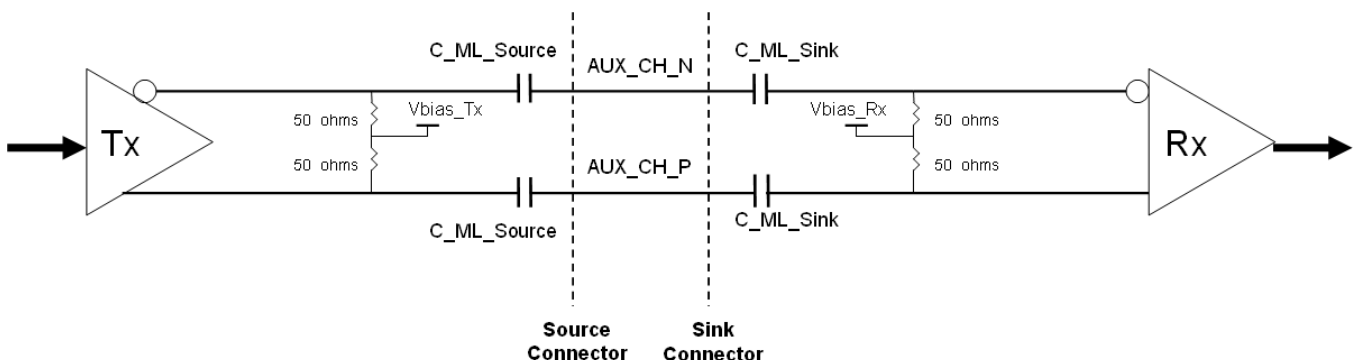 C_ML_Source
C_ML_Sink
AUX_CH_N
Vbias_Tx
Vbias_Rx
50 ohms
50 ohms
Tx
Rx
50 ohms
50 ohms
AUX_CH_P
C_ML_Source
C_ML_Sink
Source
Connector
Sink
Connector